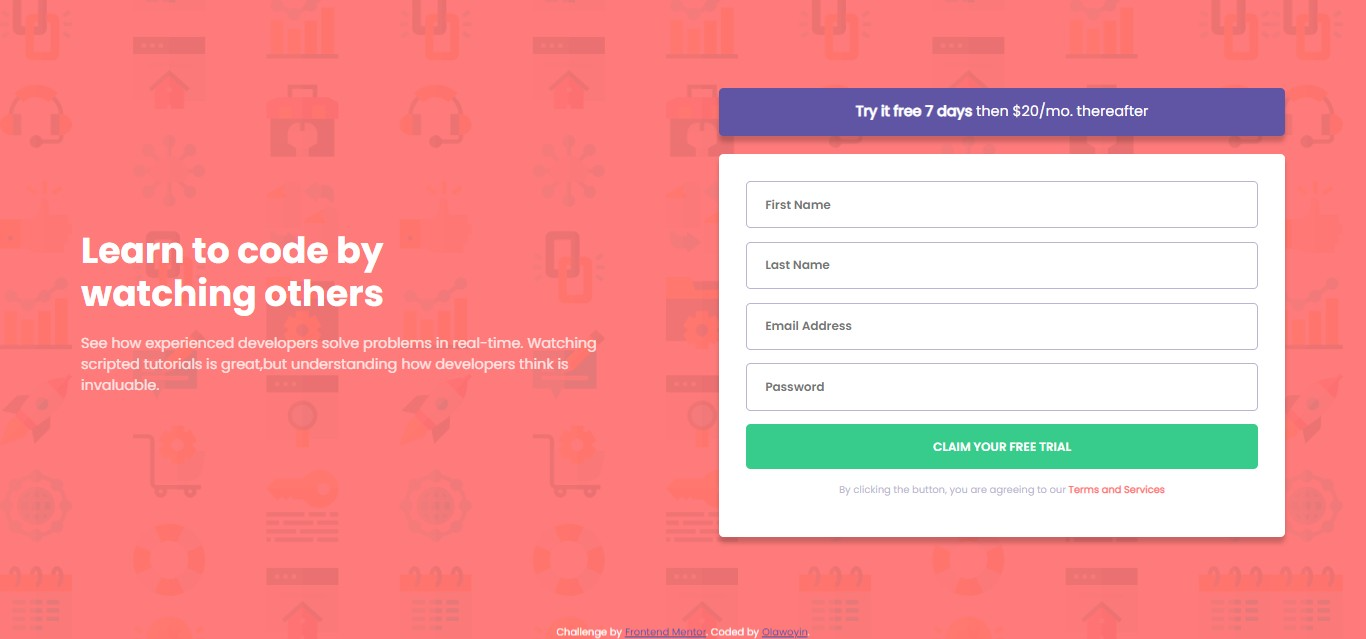 Try it free 7 days then $20/mo. thereafter
Learn to code by
watching others
See how experienced developers solve problems in real-time. Watching
scripted tutorials is great,but understanding how developers think is
invaluable.
First Name
Last Name
Email Address
Password
CLAIM YOUR FREE TRIAL
By clicking the button, you are agreeing to our Terms and Services
Challenge by Frontend Mentor. Coded by Olawoyin.